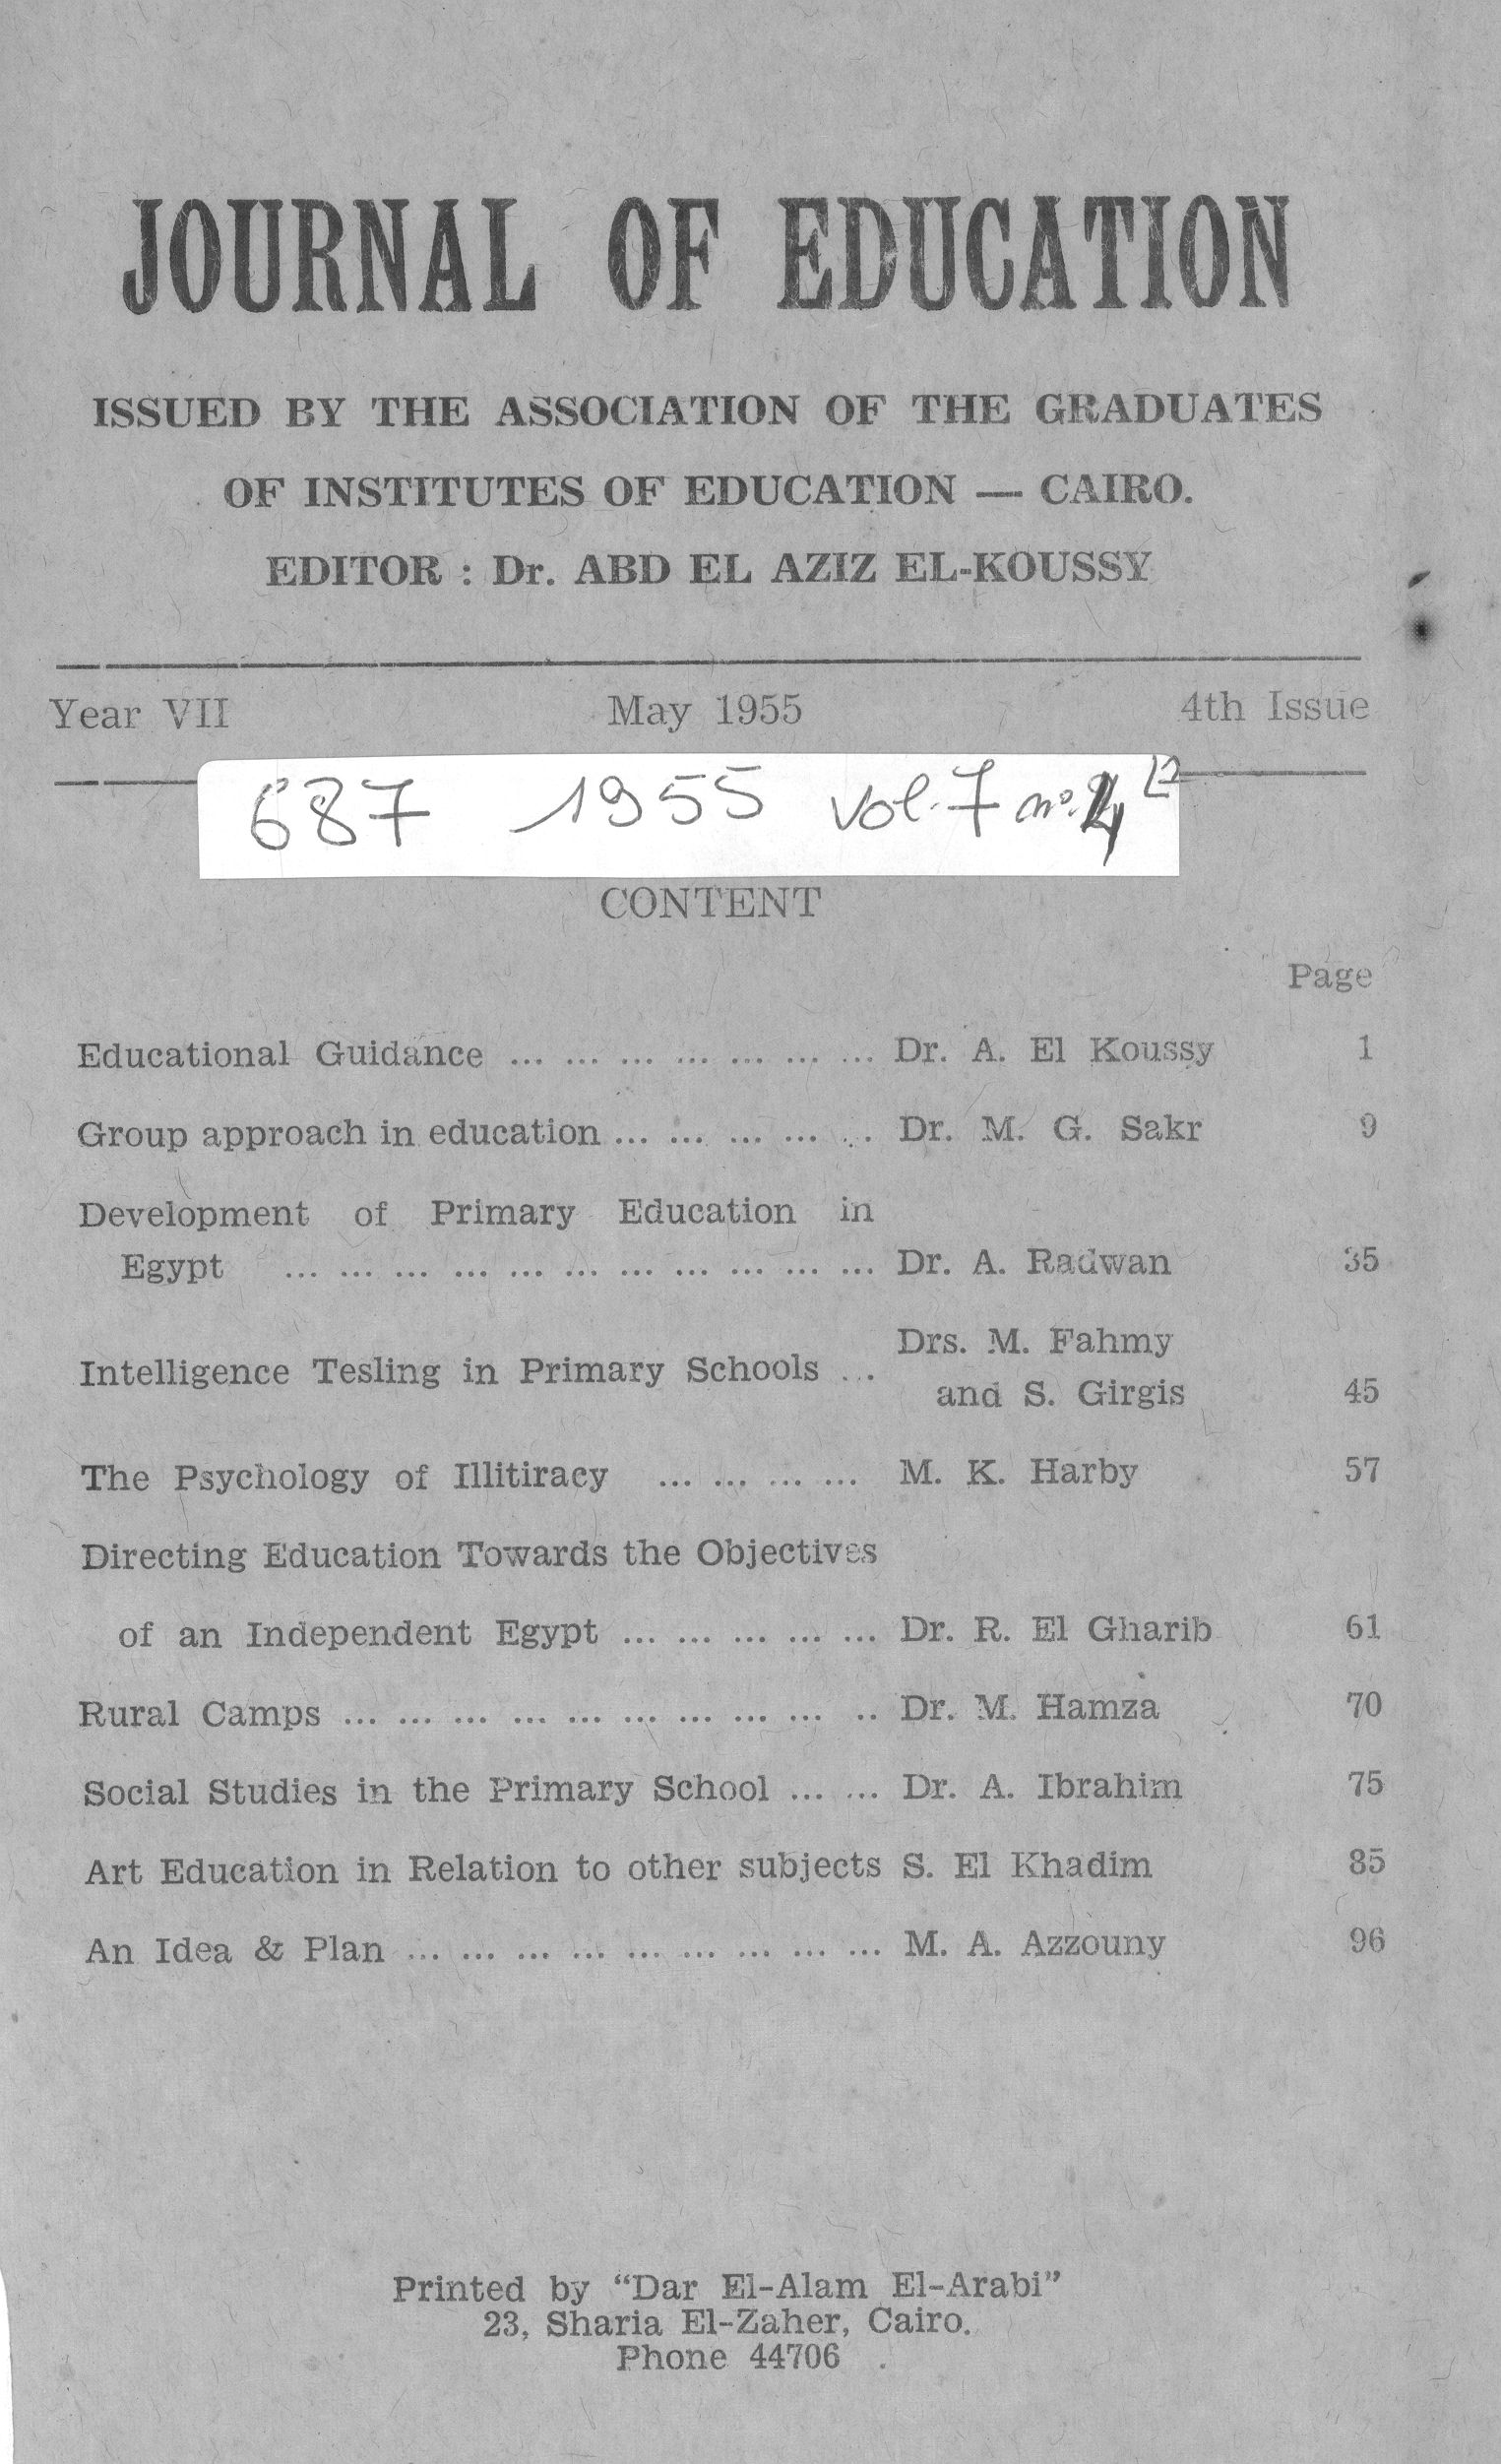 JOURNAL OF EDUCATION
ISSUED BY THE ASSOCIATION OF THE GRADUATES
OF INSTITUTES OF EDUCATION — CAIRO.
EDITOR : Dr. ABD EL AZIZ EL-KOUSSY
Year VII May 1955 4th Issue
687 1955 vol. 7 no. 4
CONTENT
Page
Educational Guidance ... ... ... ... ... ... ... Dr. A. El Koussy 1
Group approach in education ... ... ... ... ... Dr. M. G. Sakr 9
Development of Primary Education in
Egypt ... ... ... ... ... ... ... ... ... ... ... Dr. A. Radwan 35
Drs. M. Fahmy
Intelligence Tesling in Primary Schools ...
and S. Girgis 45
The Psychology of Illitiracy ... ... ... ... M. K. Harby 57
Directing Education Towards the Objectives
of an Independent Egypt ... ... ... ... ... Dr. R. El Gharib 61
Rural Camps ... ... ... ... ... ... ... ... ... .. Dr. M. Hamza 70
Social Studies in the Primary School ... ... Dr. A. Ibrahim 75
Art Education in Relation to other subjects S. El Khadim 85
An Idea & Plan ... ... ... ... ... ... ... ... ... M. A. Azzouny 96
Printed by “Dar El-Alam El-Arabi”
23, Sharia El-Zaher, Cairo.
Phone 44706